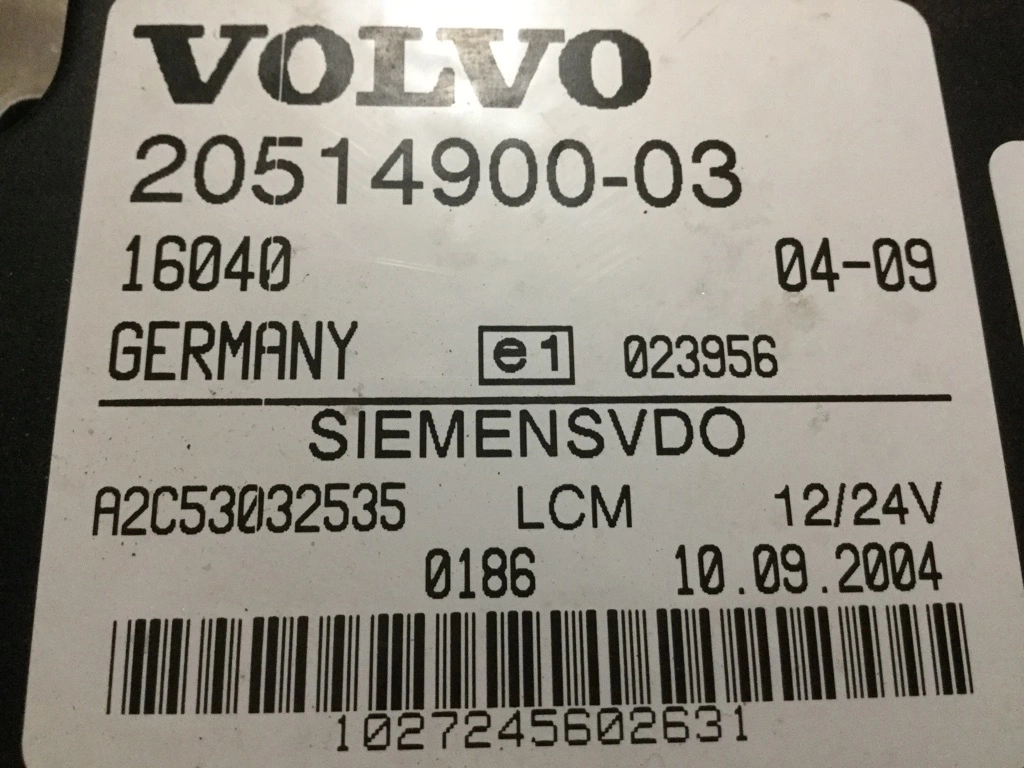 VOLVO
20514900-03
16040 04-09
GERMANY e1 023956
SIEMENSVDO
A2C53032535 LCM 12/24V
0186 10.09.2004
1027245602631